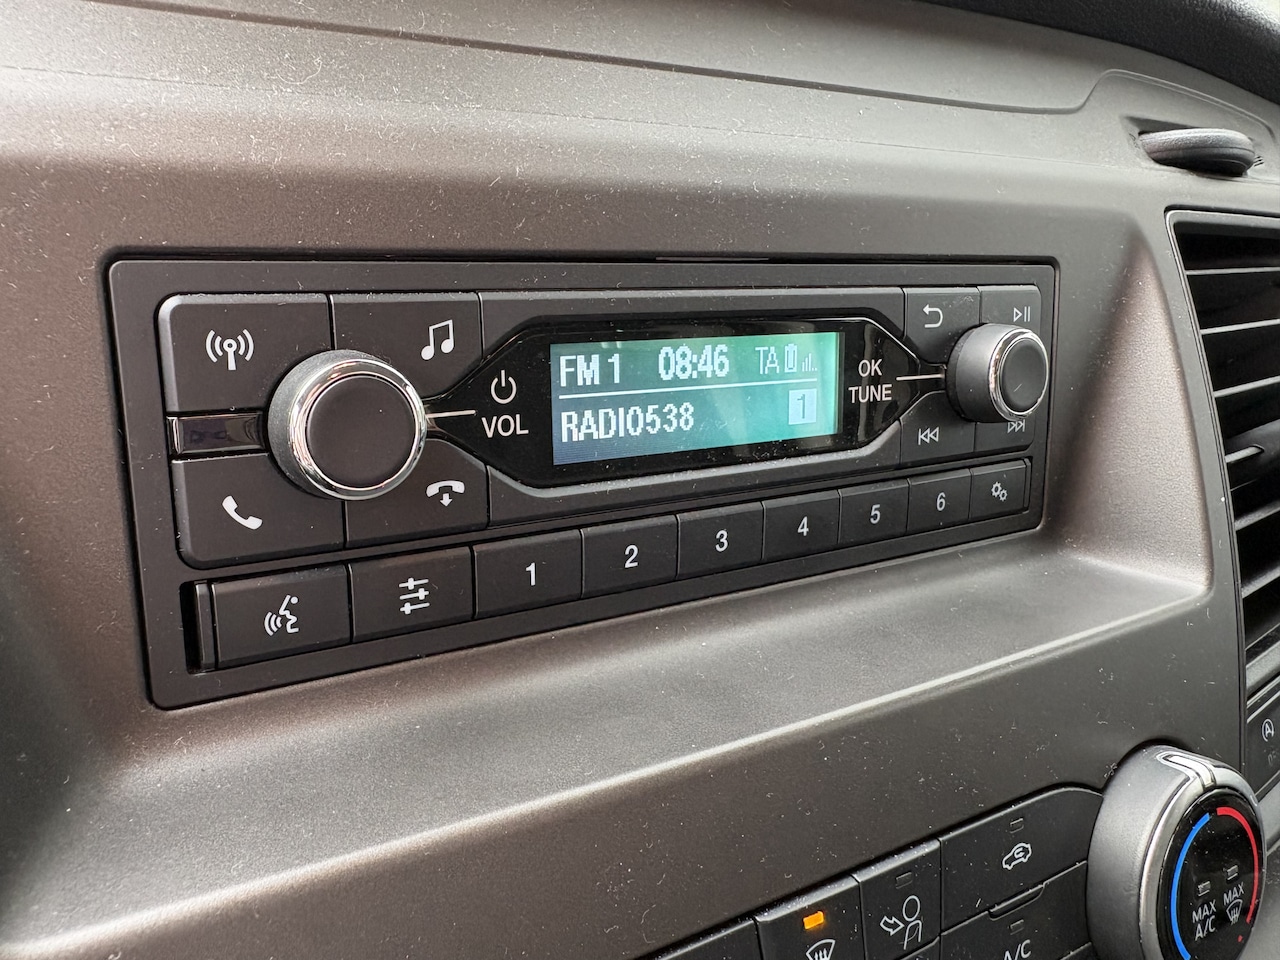 FM 1 08:46 TA
RADIO538 1
VOL
OK
TUNE
1 2 3 4 5 6
MAX
A/C
MAX
A/C